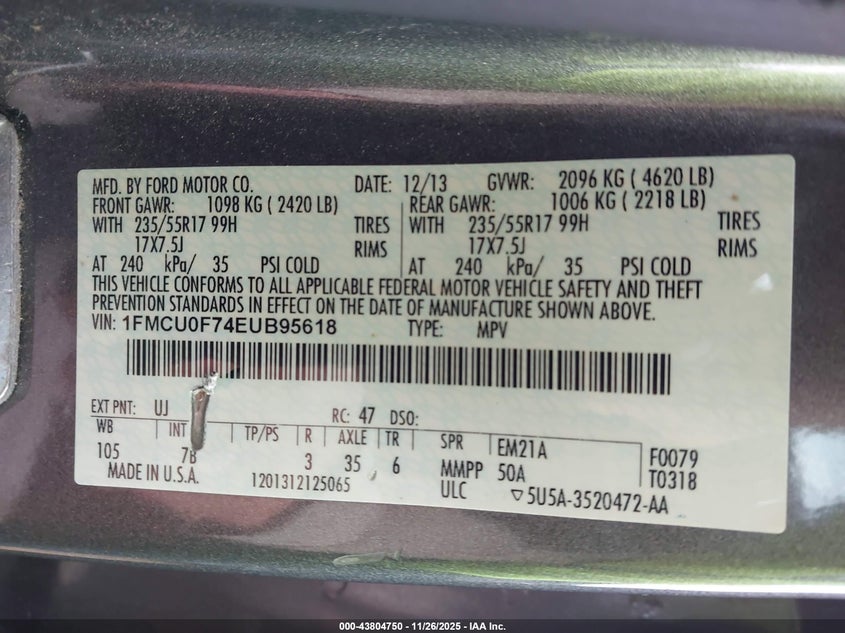 MFD. BY FORD MOTOR CO. DATE: 12/13 GVWR: 2096 KG ( 4620 LB)
FRONT GAWR: 1098 KG ( 2420 LB) REAR GAWR: 1006 KG ( 2218 LB)
WITH 235/55R17 99H TIRES WITH 235/55R17 99H TIRES
17X7.5J RIMS 17X7.5J RIMS
AT 240 kPa/ 35 PSI COLD AT 240 kPa/ 35 PSI COLD
THIS VEHICLE CONFORMS TO ALL APPLICABLE FEDERAL MOTOR VEHICLE SAFETY AND THEFT
PREVENTION STANDARDS IN EFFECT ON THE DATE OF MANUFACTURE SHOWN ABOVE.
VIN: 1FMCU0F74EUB95618 TYPE: MPV
EXT PNT: UJ RC: 47 DSO:
WB INT TP/PS R AXLE TR SPR EM21A F0079
105 7B 3 35 6 MMPP 50A T0318
MADE IN U.S.A. 1201312125065 ULC ▽5U5A-3520472-AA
000-43804750 - 11/26/2025 - IAA Inc.